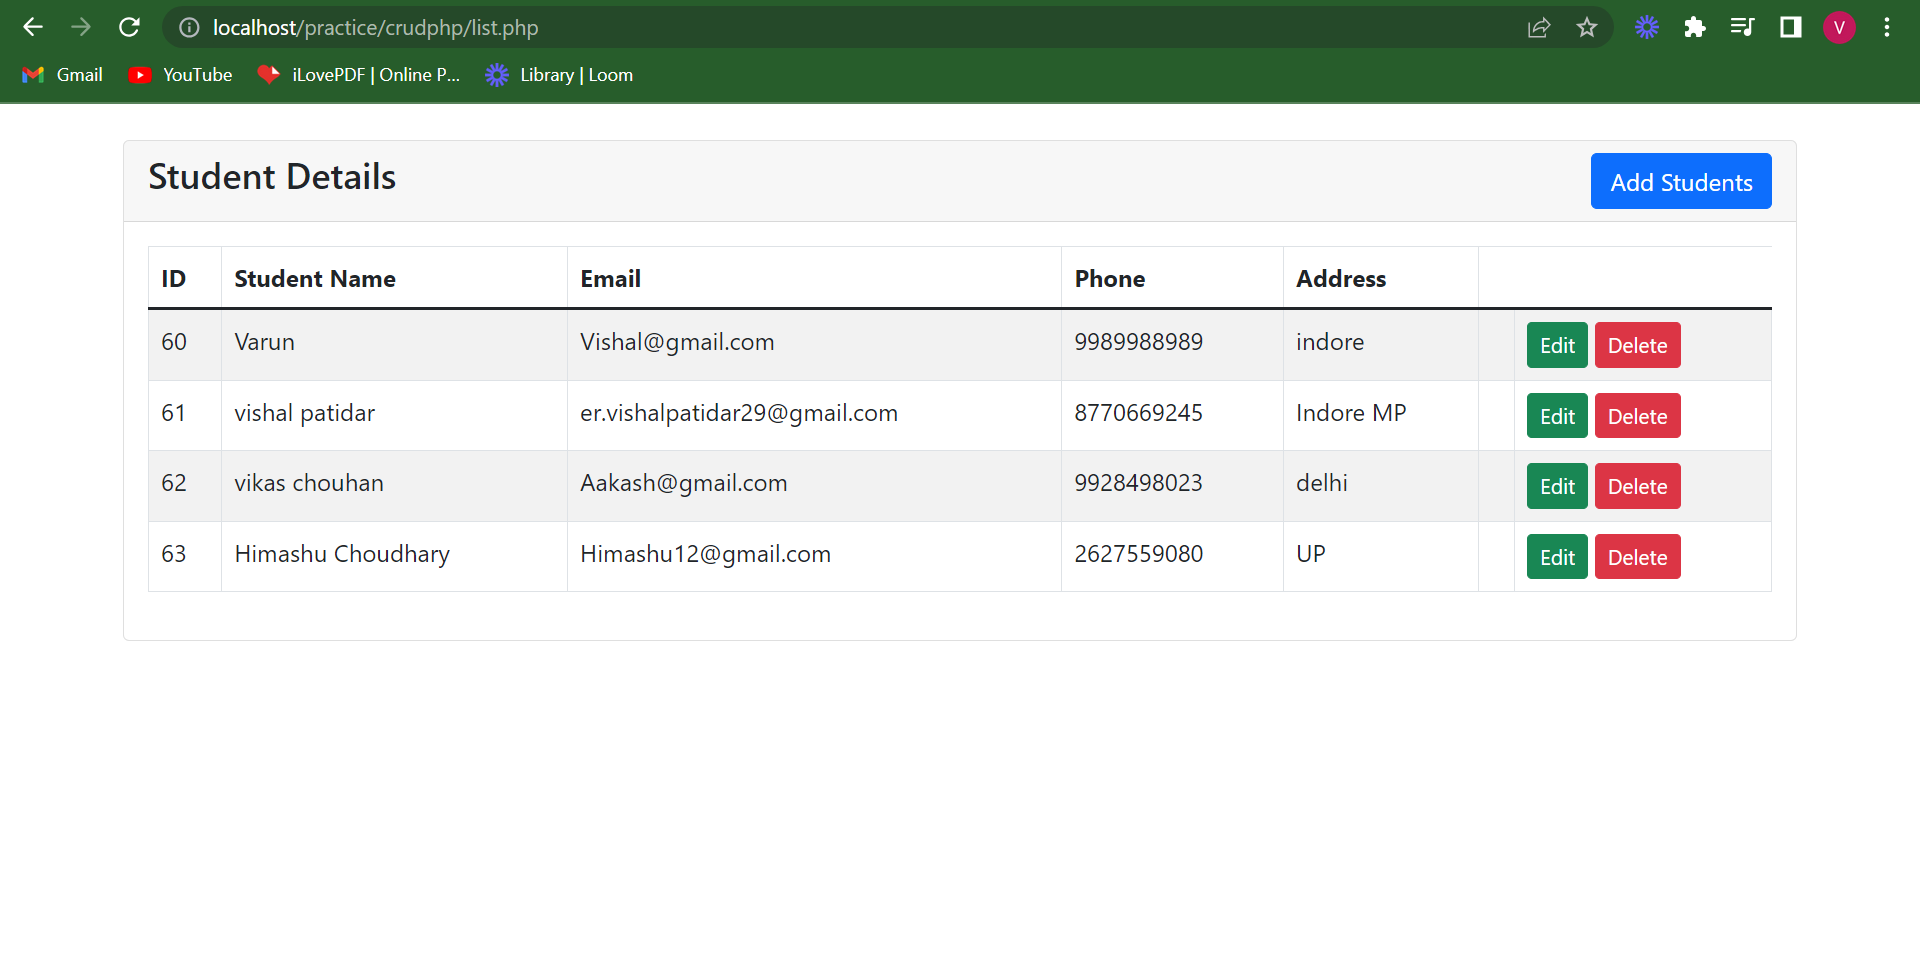 localhost/practice/crudphp/list.php V
Gmail YouTube iLovePDF | Online P... Library | Loom
Student Details Add Students
ID Student Name Email Phone Address
60 Varun Vishal@gmail.com 9989988989 indore Edit Delete
61 vishal patidar er.vishalpatidar29@gmail.com 8770669245 Indore MP Edit Delete
62 vikas chouhan Aakash@gmail.com 9928498023 delhi Edit Delete
63 Himashu Choudhary Himashu12@gmail.com 2627559080 UP Edit Delete